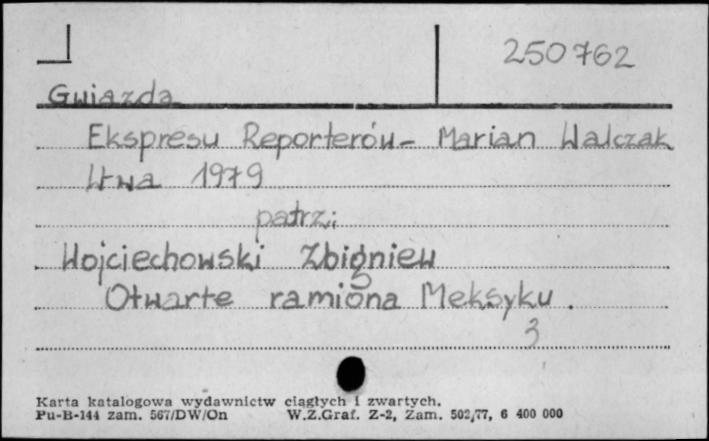 250762
Gwiazda
Ekspresu Reporterów - Marian Walczak
W-wa 1979
patrz:
Wojciechowski Zbigniew
Otwarte ramiona Meksyku.
3
Karta katalogowa wydawnictw ciągłych i zwartych.
Pu-B-144 zam. 567/DW/On W.Z.Graf. Z-2, Zam. 502/77, 6 400 000